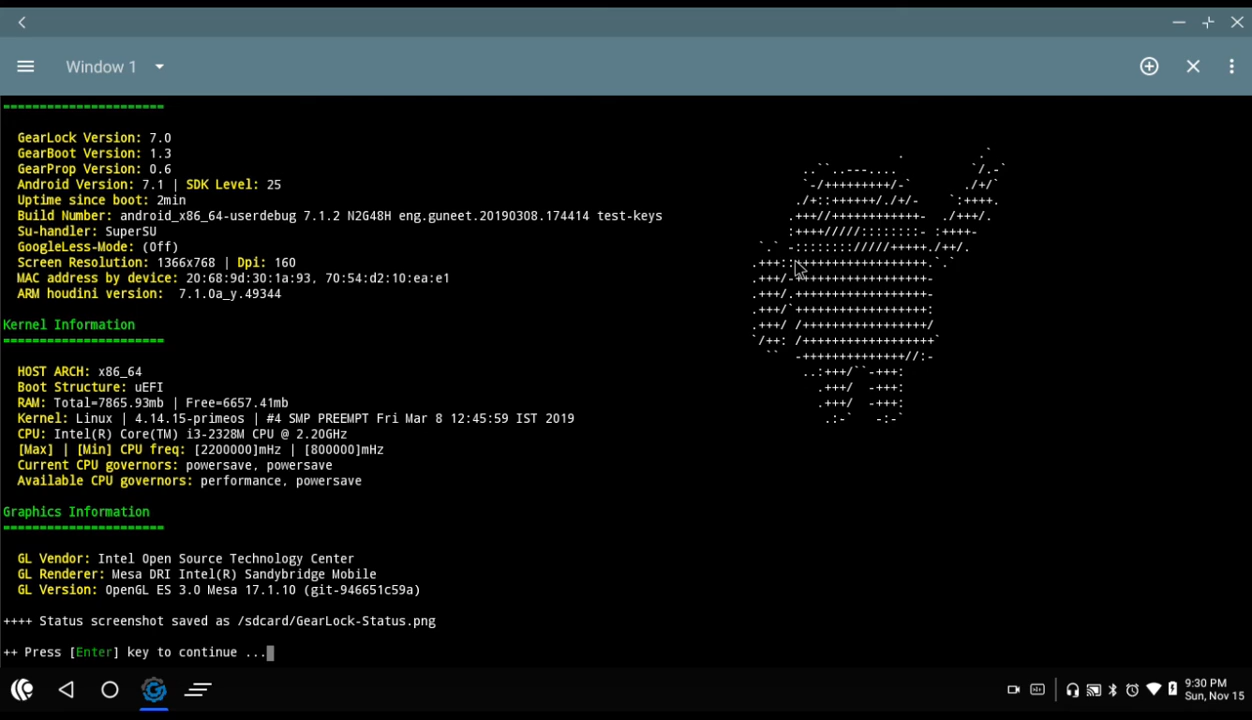 Window 1
======================
GearLock Version: 7.0
GearBoot Version: 1.3
GearProp Version: 0.6
Android Version: 7.1 | SDK Level: 25
Uptime since boot: 2min
Build Number: android_x86_64-userdebug 7.1.2 N2G48H eng.guneet.20190308.174414 test-keys
Su-handler: SuperSU
GoogleLess-Mode: (Off)
Screen Resolution: 1366x768 | Dpi: 160
MAC address by device: 20:68:9d:30:1a:93, 70:54:d2:10:ea:e1
ARM houdini version:  7.1.0a_y.49344
Kernel Information
======================
HOST ARCH: x86_64
Boot Structure: uEFI
RAM: Total=7865.93mb | Free=6657.41mb
Kernel: Linux | 4.14.15-primeos | #4 SMP PREEMPT Fri Mar 8 12:45:59 IST 2019
CPU: Intel(R) Core(TM) i3-2328M CPU @ 2.20GHz
[Max] | [Min] CPU freq: [2200000]mHz | [800000]mHz
Current CPU governors: powersave, powersave
Available CPU governors: performance, powersave
Graphics Information
======================
GL Vendor: Intel Open Source Technology Center
GL Renderer: Mesa DRI Intel(R) Sandybridge Mobile
GL Version: OpenGL ES 3.0 Mesa 17.1.10 (git-946651c59a)
++++ Status screenshot saved as /sdcard/GearLock-Status.png
++ Press [Enter] key to continue ...
9:30 PM
Sun, Nov 15